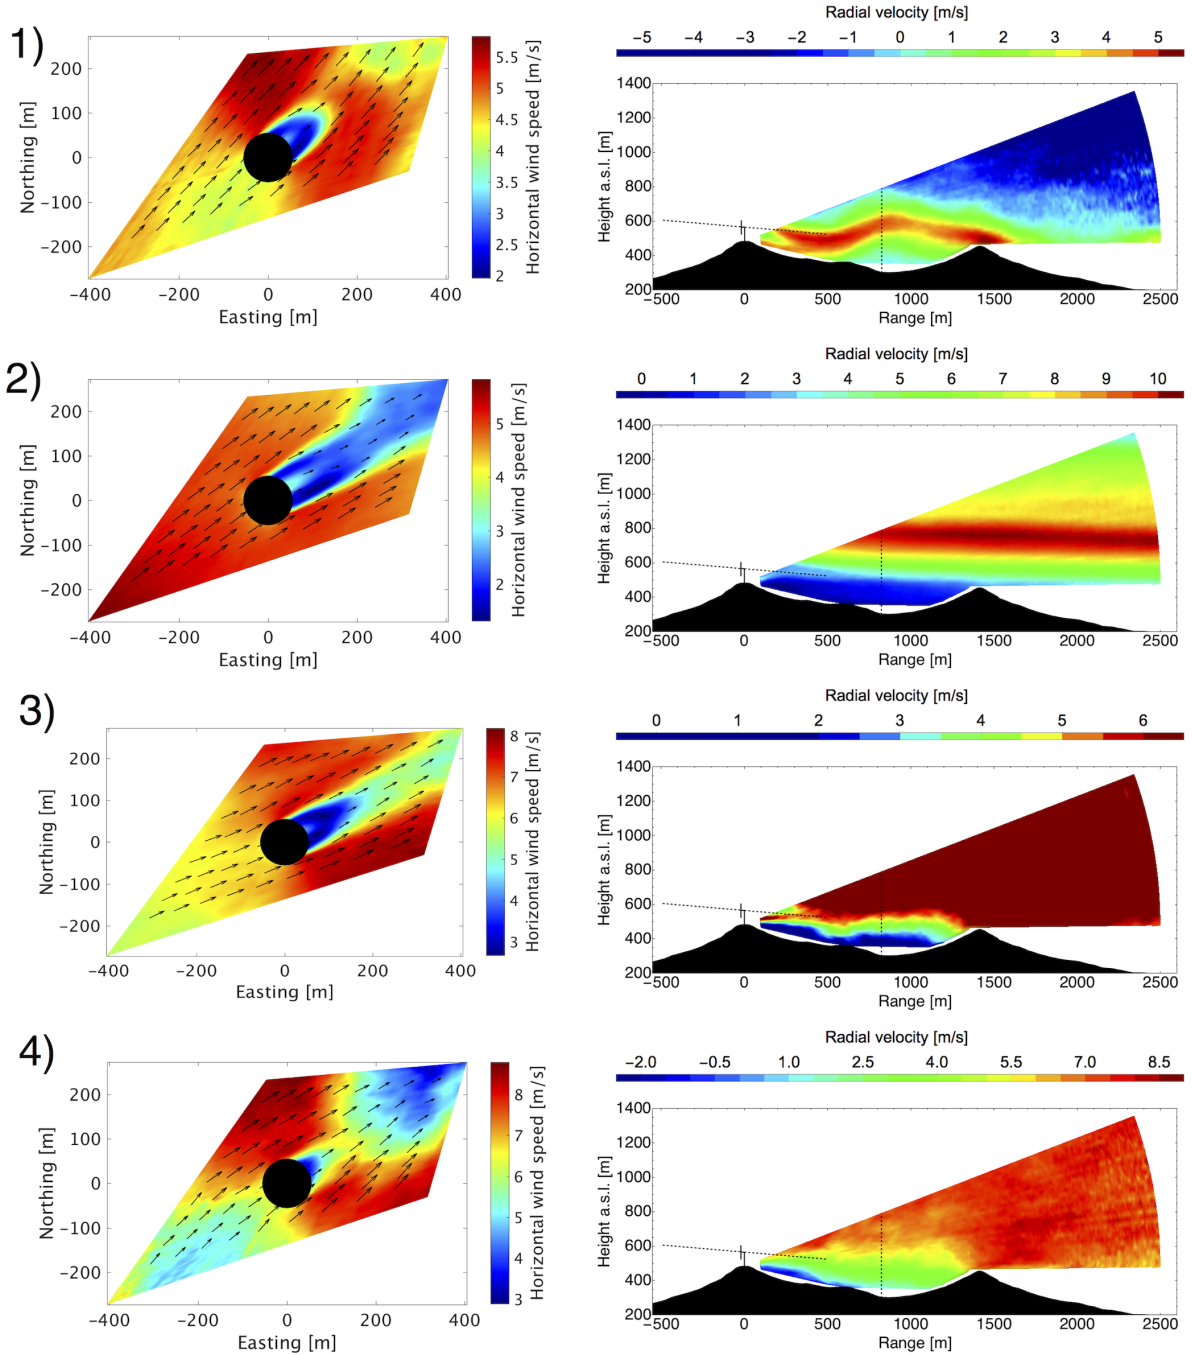 1)
200
100
0
−100
−200
−400
−200
0
200
400
Northing [m]
Easting [m]
5.5
5
4.5
4
3.5
3
2.5
2
Horizontal wind speed [m/s]
Radial velocity [m/s]
−5 −4 −3 −2 −1 0 1 2 3 4 5
1400
1200
1000
800
600
400
200
Height a.s.l. [m]
−500 0 500 1000 1500 2000 2500
Range [m]
2)
200
100
0
−100
−200
−400 −200 0 200 400
Northing [m]
Easting [m]
5
4
3
2
Horizontal wind speed [m/s]
Radial velocity [m/s]
0 1 2 3 4 5 6 7 8 9 10
1400
1200
1000
800
600
400
200
Height a.s.l. [m]
−500 0 500 1000 1500 2000 2500
Range [m]
3)
200
100
0
−100
−200
−400 −200 0 200 400
Northing [m]
Easting [m]
8
7
6
5
4
3
Horizontal wind speed [m/s]
Radial velocity [m/s]
0 1 2 3 4 5 6
1400
1200
1000
800
600
400
200
Height a.s.l. [m]
−500 0 500 1000 1500 2000 2500
Range [m]
4)
200
100
0
−100
−200
−400 −200 0 200 400
Northing [m]
Easting [m]
8
7
6
5
4
3
Horizontal wind speed [m/s]
Radial velocity [m/s]
−2.0 −0.5 1.0 2.5 4.0 5.5 7.0 8.5
1400
1200
1000
800
600
400
200
Height a.s.l. [m]
−500 0 500 1000 1500 2000 2500
Range [m]